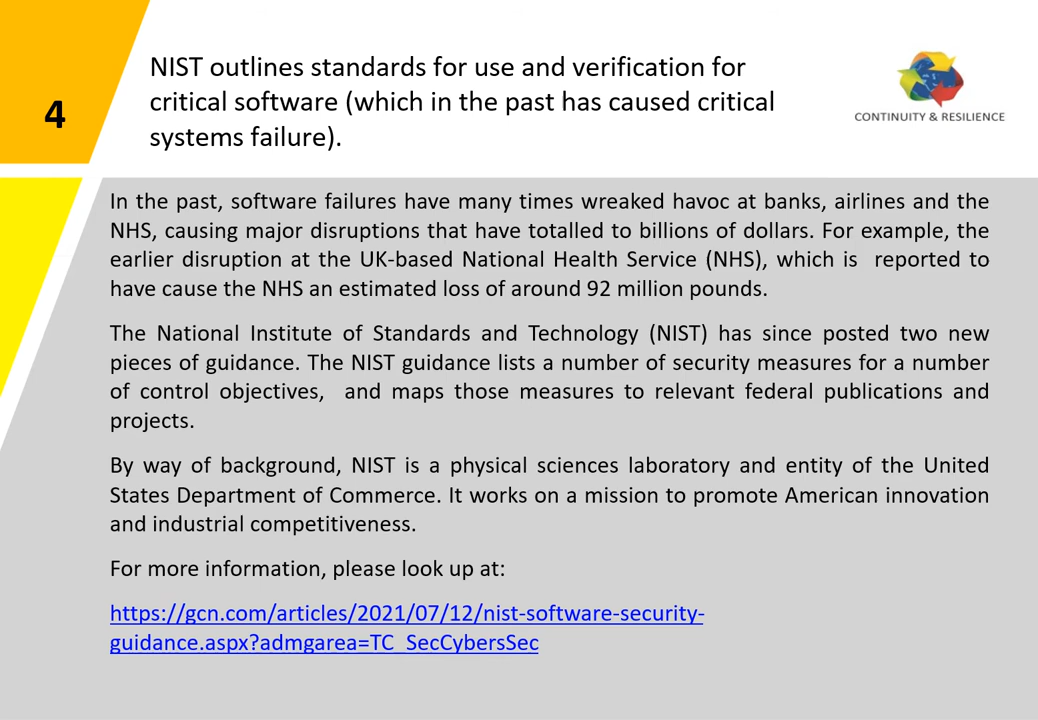 4
NIST outlines standards for use and verification for
critical software (which in the past has caused critical
systems failure).
CONTINUITY & RESILIENCE
In the past, software failures have many times wreaked havoc at banks, airlines and the
NHS, causing major disruptions that have totalled to billions of dollars. For example, the
earlier disruption at the UK-based National Health Service (NHS), which is reported to
have cause the NHS an estimated loss of around 92 million pounds.
The National Institute of Standards and Technology (NIST) has since posted two new
pieces of guidance. The NIST guidance lists a number of security measures for a number
of control objectives, and maps those measures to relevant federal publications and
projects.
By way of background, NIST is a physical sciences laboratory and entity of the United
States Department of Commerce. It works on a mission to promote American innovation
and industrial competitiveness.
For more information, please look up at:
https://gcn.com/articles/2021/07/12/nist-software-security-
guidance.aspx?admgarea=TC_SecCybersSec